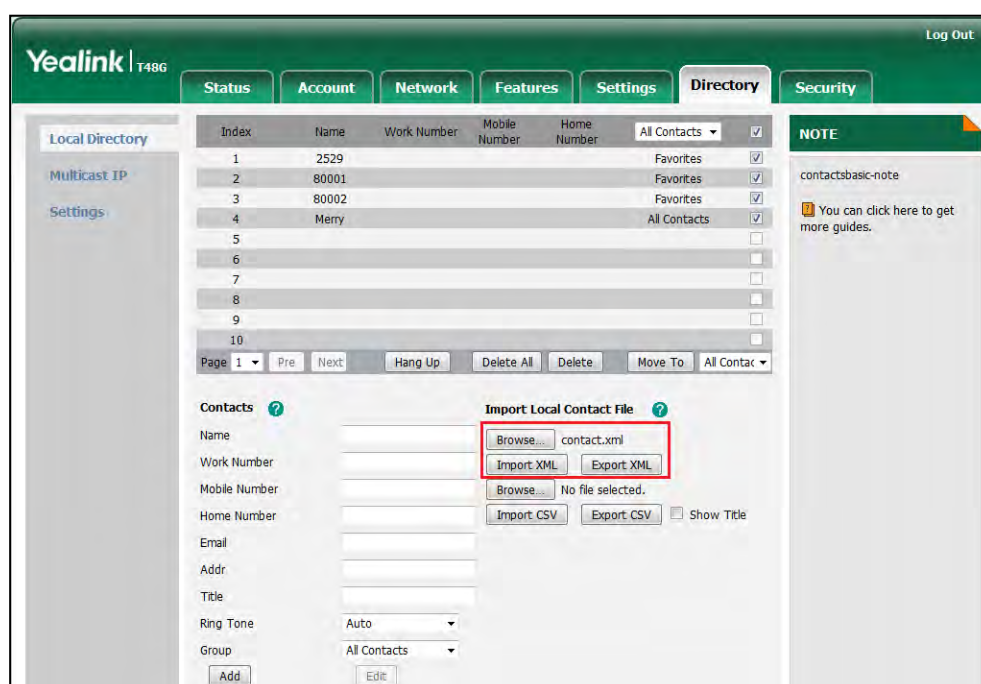 Log Out
Yealink T48G
Status Account Network Features Settings Directory Security
Local Directory
Multicast IP
Settings
Index Name Work Number Mobile Number Home Number All Contacts
1 2529 Favorites
2 80001 Favorites
3 80002 Favorites
4 Merry All Contacts
5
6
7
8
9
10
Page 1 Pre Next Hang Up Delete All Delete Move To All Contac
NOTE
contactsbasic-note
You can click here to get
more guides.
Contacts ? Import Local Contact File ?
Name Browse... contact.xml
Work Number Import XML Export XML
Mobile Number Browse... No file selected.
Home Number Import CSV Export CSV Show Title
Email
Addr
Title
Ring Tone Auto
Group All Contacts
Add Edit